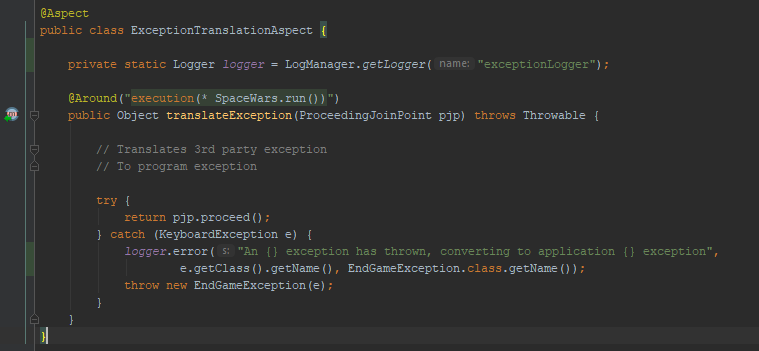 @Aspect
public class ExceptionTranslationAspect {
private static Logger logger = LogManager.getLogger( name: "exceptionLogger");
@Around("execution(* SpaceWars.run())")
public Object translateException(ProceedingJoinPoint pjp) throws Throwable {
// Translates 3rd party exception
// To program exception
try {
return pjp.proceed();
} catch (KeyboardException e) {
logger.error( s: "An {} exception has thrown, converting to application {} exception",
e.getClass().getName(), EndGameException.class.getName());
throw new EndGameException(e);
}
}
}